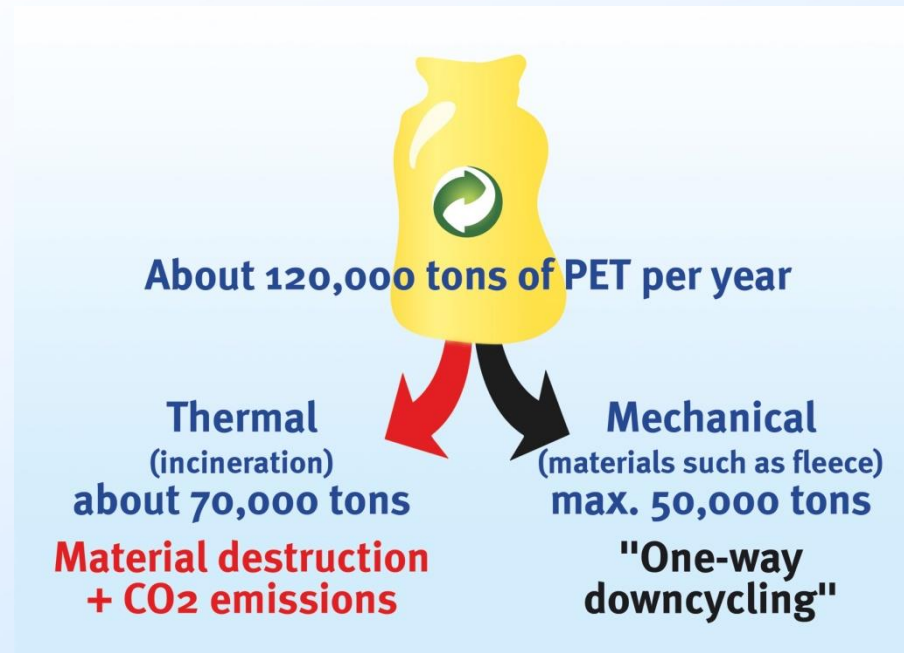 About 120,000 tons of PET per year
Thermal
(incineration)
about 70,000 tons
Material destruction
+ CO2 emissions
Mechanical
(materials such as fleece)
max. 50,000 tons
"One-way
downcycling"